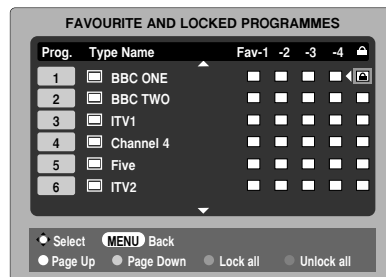 FAVOURITE AND LOCKED PROGRAMMES
Prog. Type Name Fav-1 -2 -3 -4
1 BBC ONE
2 BBC TWO
3 ITV1
4 Channel 4
5 Five
6 ITV2
Select MENU Back
Page Up Page Down Lock all Unlock all